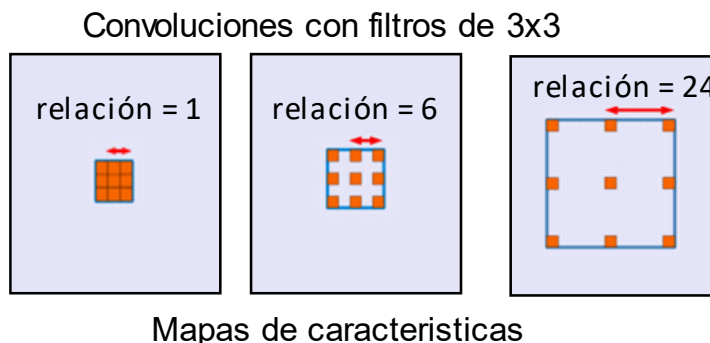 Convoluciones con filtros de 3x3
relación = 1
relación = 6
relación = 24
Mapas de caracteristicas